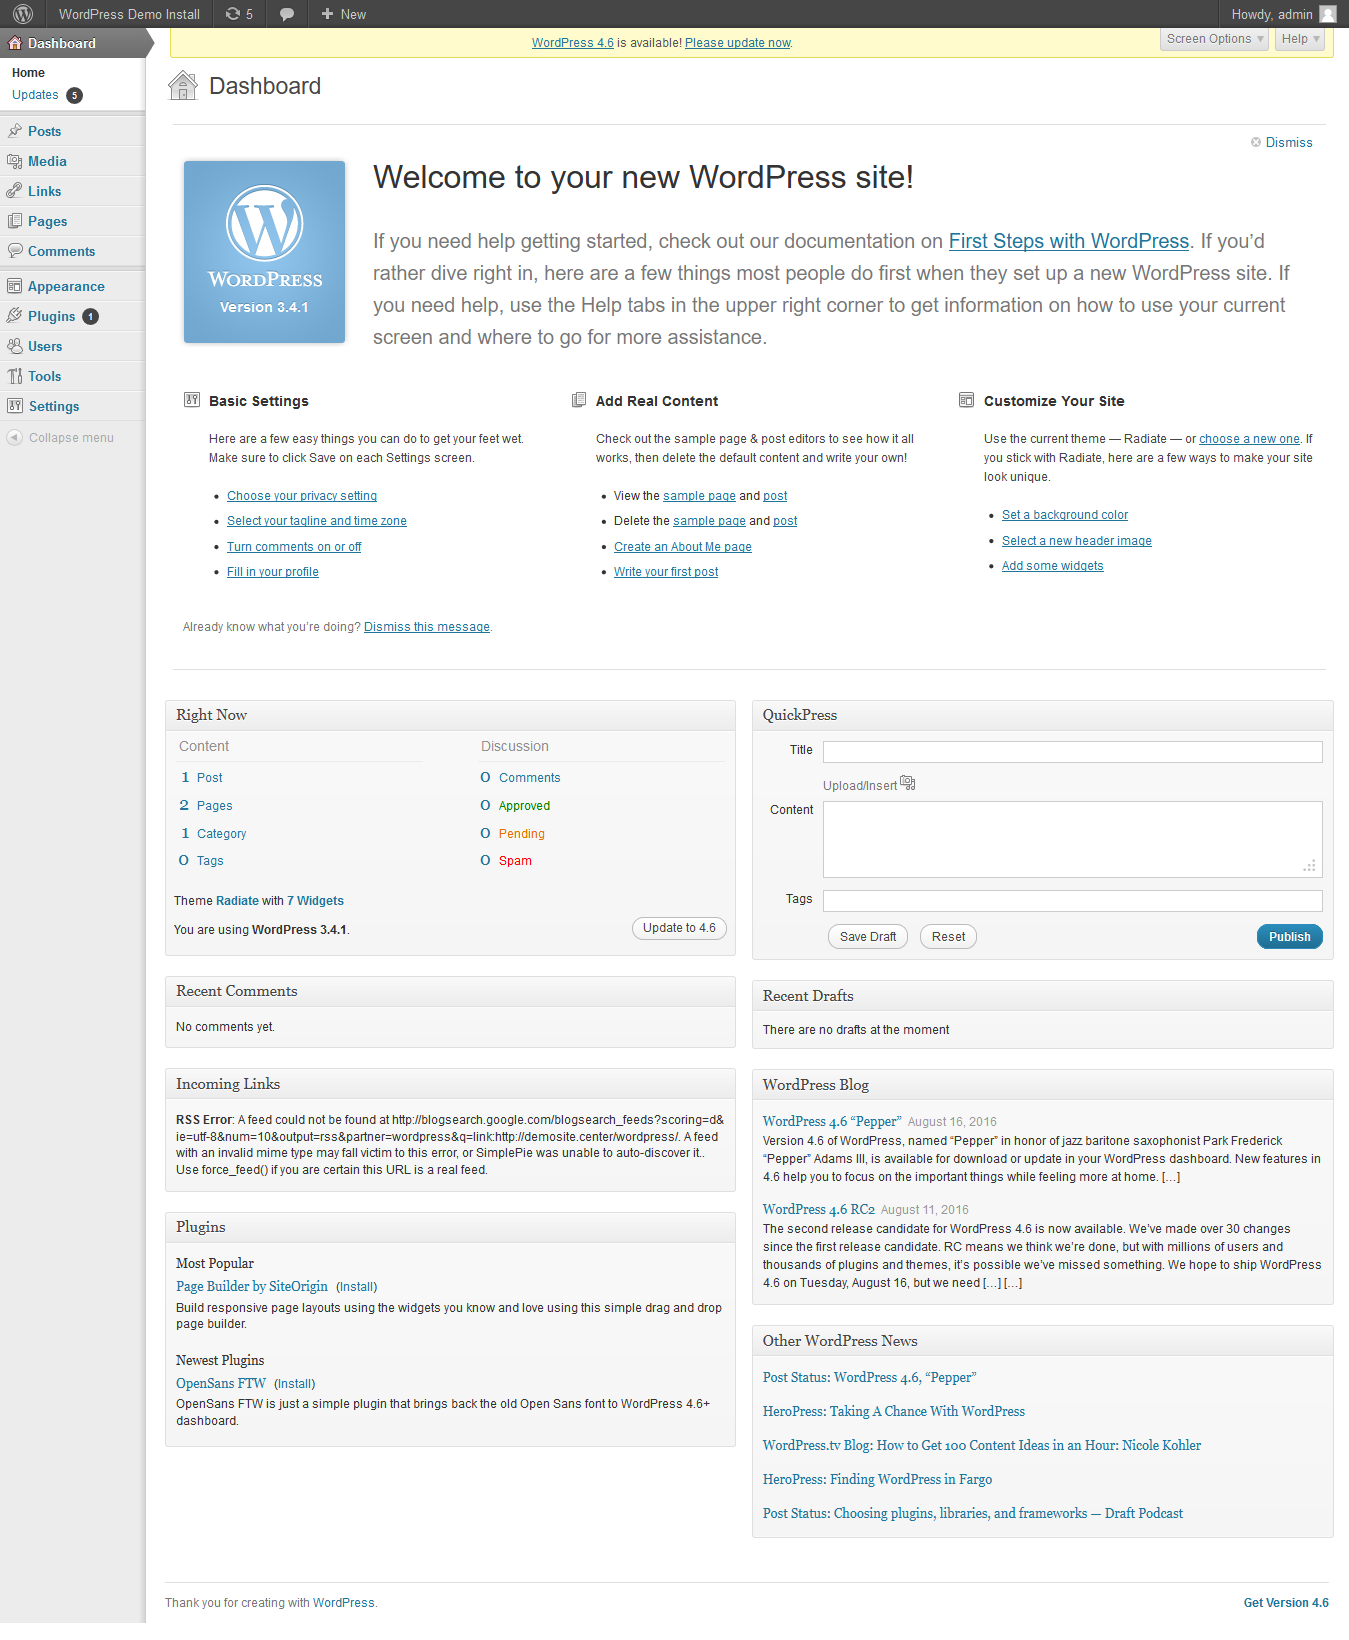 WordPress Demo Install 5 New Howdy, admin
Dashboard
Home
Updates 5
Posts
Media
Links
Pages
Comments
Appearance
Plugins 1
Users
Tools
Settings
Collapse menu
WordPress 4.6 is available! Please update now.
Screen Options Help
Dashboard
Dismiss
WORDPRESS
Version 3.4.1
Welcome to your new WordPress site!
If you need help getting started, check out our documentation on First Steps with WordPress. If you’d
rather dive right in, here are a few things most people do first when they set up a new WordPress site. If
you need help, use the Help tabs in the upper right corner to get information on how to use your current
screen and where to go for more assistance.
Basic Settings
Here are a few easy things you can do to get your feet wet.
Make sure to click Save on each Settings screen.
• Choose your privacy setting
• Select your tagline and time zone
• Turn comments on or off
• Fill in your profile
Add Real Content
Check out the sample page & post editors to see how it all
works, then delete the default content and write your own!
• View the sample page and post
• Delete the sample page and post
• Create an About Me page
• Write your first post
Customize Your Site
Use the current theme — Radiate — or choose a new one. If
you stick with Radiate, here are a few ways to make your site
look unique.
• Set a background color
• Select a new header image
• Add some widgets
Already know what you’re doing? Dismiss this message.
Right Now
Content
1 Post
2 Pages
1 Category
0 Tags
Discussion
0 Comments
0 Approved
0 Pending
0 Spam
Theme Radiate with 7 Widgets
You are using WordPress 3.4.1.
Update to 4.6
Recent Comments
No comments yet.
Incoming Links
RSS Error: A feed could not be found at http://blogsearch.google.com/blogsearch_feeds?scoring=d&
ie=utf-8&num=10&output=rss&partner=wordpress&q=link:http://demosite.center/wordpress/. A feed
with an invalid mime type may fall victim to this error, or SimplePie was unable to auto-discover it..
Use force_feed() if you are certain this URL is a real feed.
Plugins
Most Popular
Page Builder by SiteOrigin (Install)
Build responsive page layouts using the widgets you know and love using this simple drag and drop
page builder.
Newest Plugins
OpenSans FTW (Install)
OpenSans FTW is just a simple plugin that brings back the old Open Sans font to WordPress 4.6+
dashboard.
QuickPress
Title
Upload/Insert
Content
Tags
Save Draft Reset Publish
Recent Drafts
There are no drafts at the moment
WordPress Blog
WordPress 4.6 “Pepper” August 16, 2016
Version 4.6 of WordPress, named “Pepper” in honor of jazz baritone saxophonist Park Frederick
“Pepper” Adams III, is available for download or update in your WordPress dashboard. New features in
4.6 help you to focus on the important things while feeling more at home. […]
WordPress 4.6 RC2 August 11, 2016
The second release candidate for WordPress 4.6 is now available. We’ve made over 30 changes
since the first release candidate. RC means we think we’re done, but with millions of users and
thousands of plugins and themes, it’s possible we’ve missed something. We hope to ship WordPress
4.6 on Tuesday, August 16, but we need […] […]
Other WordPress News
Post Status: WordPress 4.6, “Pepper”
HeroPress: Taking A Chance With WordPress
WordPress.tv Blog: How to Get 100 Content Ideas in an Hour: Nicole Kohler
HeroPress: Finding WordPress in Fargo
Post Status: Choosing plugins, libraries, and frameworks — Draft Podcast
Thank you for creating with WordPress.
Get Version 4.6